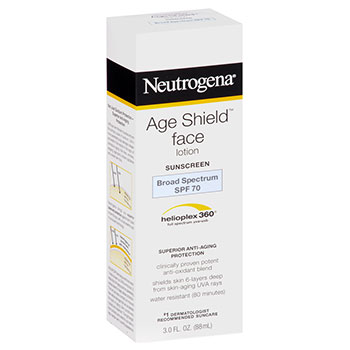 Neutrogena®
Age Shield™
face
lotion
SUNSCREEN
Broad Spectrum
SPF 70
helioplex 360°
SUPERIOR ANTI-AGING
PROTECTION
clinically proven potent
anti-oxidant blend
shields skin 6-layers deep
from skin-aging UVA rays
water resistant (80 minutes)
#1 DERMATOLOGIST
RECOMMENDED SUNCARE
3.0 FL. OZ. (88mL)